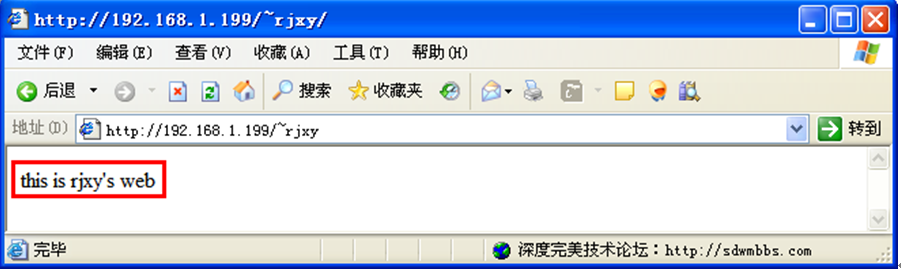 http://192.168.1.199/~rjxy/
文件(F) 编辑(E) 查看(V) 收藏(A) 工具(T) 帮助(H)
后退 搜索 收藏夹
地址(D) http://192.168.1.199/~rjxy 转到
this is rjxy's web
完毕 深度完美技术论坛：http://sdwmbbs.com